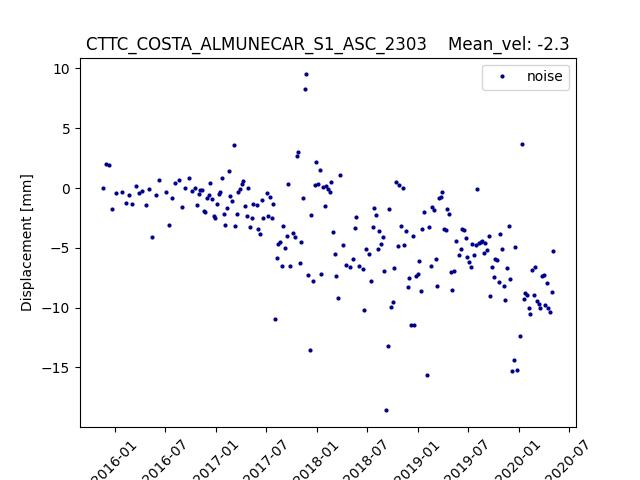 CTTC_COSTA_ALMUNECAR_S1_ASC_2303 Mean_vel: -2.3
noise
Displacement [mm]
10
5
0
−5
−10
−15
2016-01 2016-07 2017-01 2017-07 2018-01 2018-07 2019-01 2019-07 2020-01 2020-07